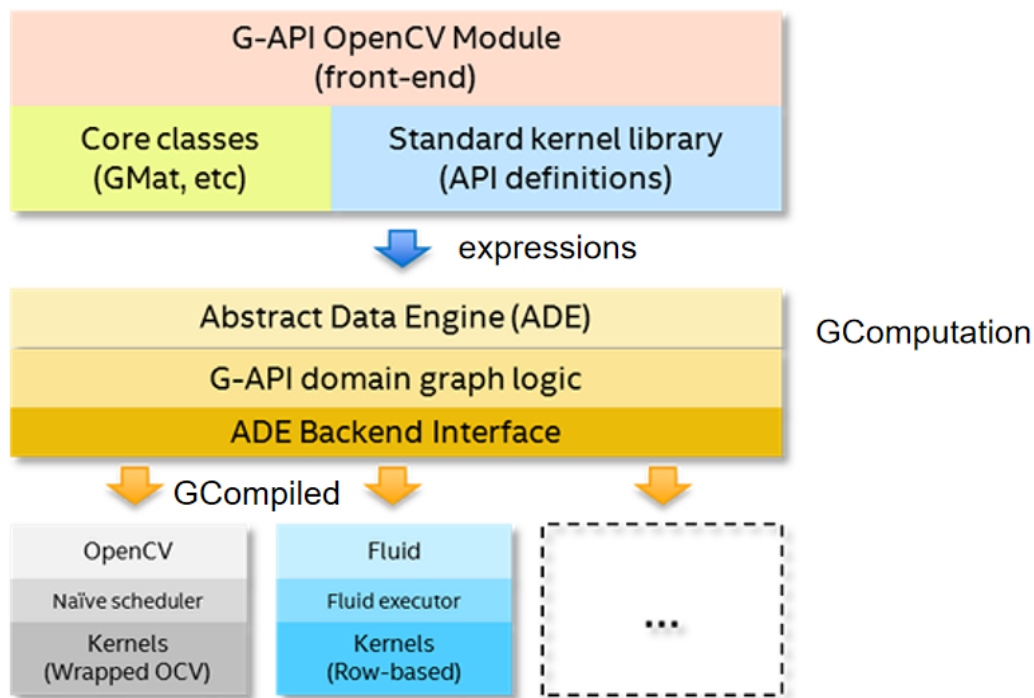 G-API OpenCV Module
(front-end)
Core classes
(GMat, etc)
Standard kernel library
(API definitions)
expressions
Abstract Data Engine (ADE)
GComputation
G-API domain graph logic
ADE Backend Interface
GCompiled
OpenCV
Naïve scheduler
Kernels
(Wrapped OCV)
Fluid
Fluid executor
Kernels
(Row-based)
...